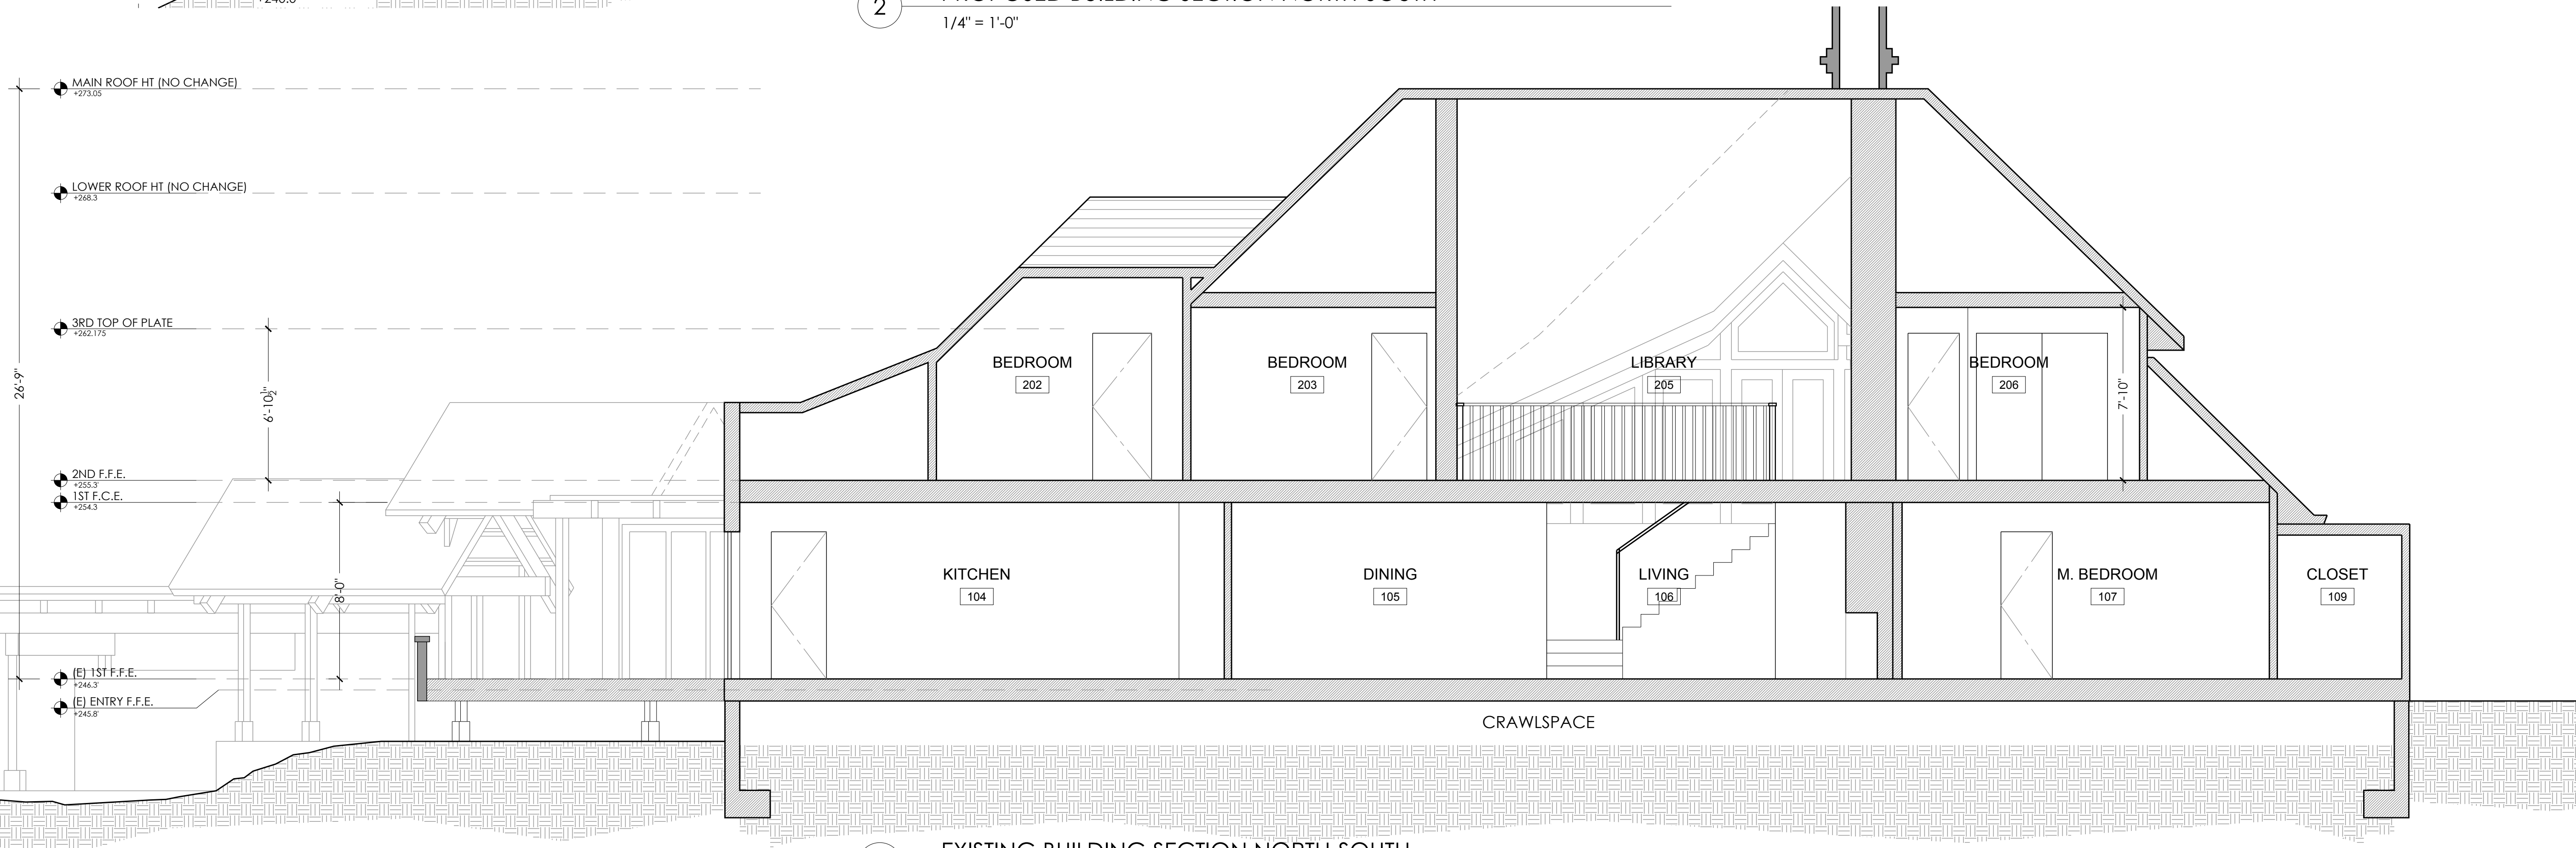 2
1/4" = 1'-0"
MAIN ROOF HT (NO CHANGE)
+273.05
LOWER ROOF HT (NO CHANGE)
+268.3
3RD TOP OF PLATE
+262.175
26'-9"
6'-10 1/2"
BEDROOM
202
BEDROOM
203
LIBRARY
205
BEDROOM
206
7'-10"
2ND F.F.E.
+255.3'
1ST F.C.E.
+254.3
8'-0"
KITCHEN
104
DINING
105
LIVING
106
M. BEDROOM
107
CLOSET
109
(E) 1ST F.F.E.
+246.3'
(E) ENTRY F.F.E.
+245.8'
CRAWLSPACE
EXISTING BUILDING SECTION NORTH SOUTH